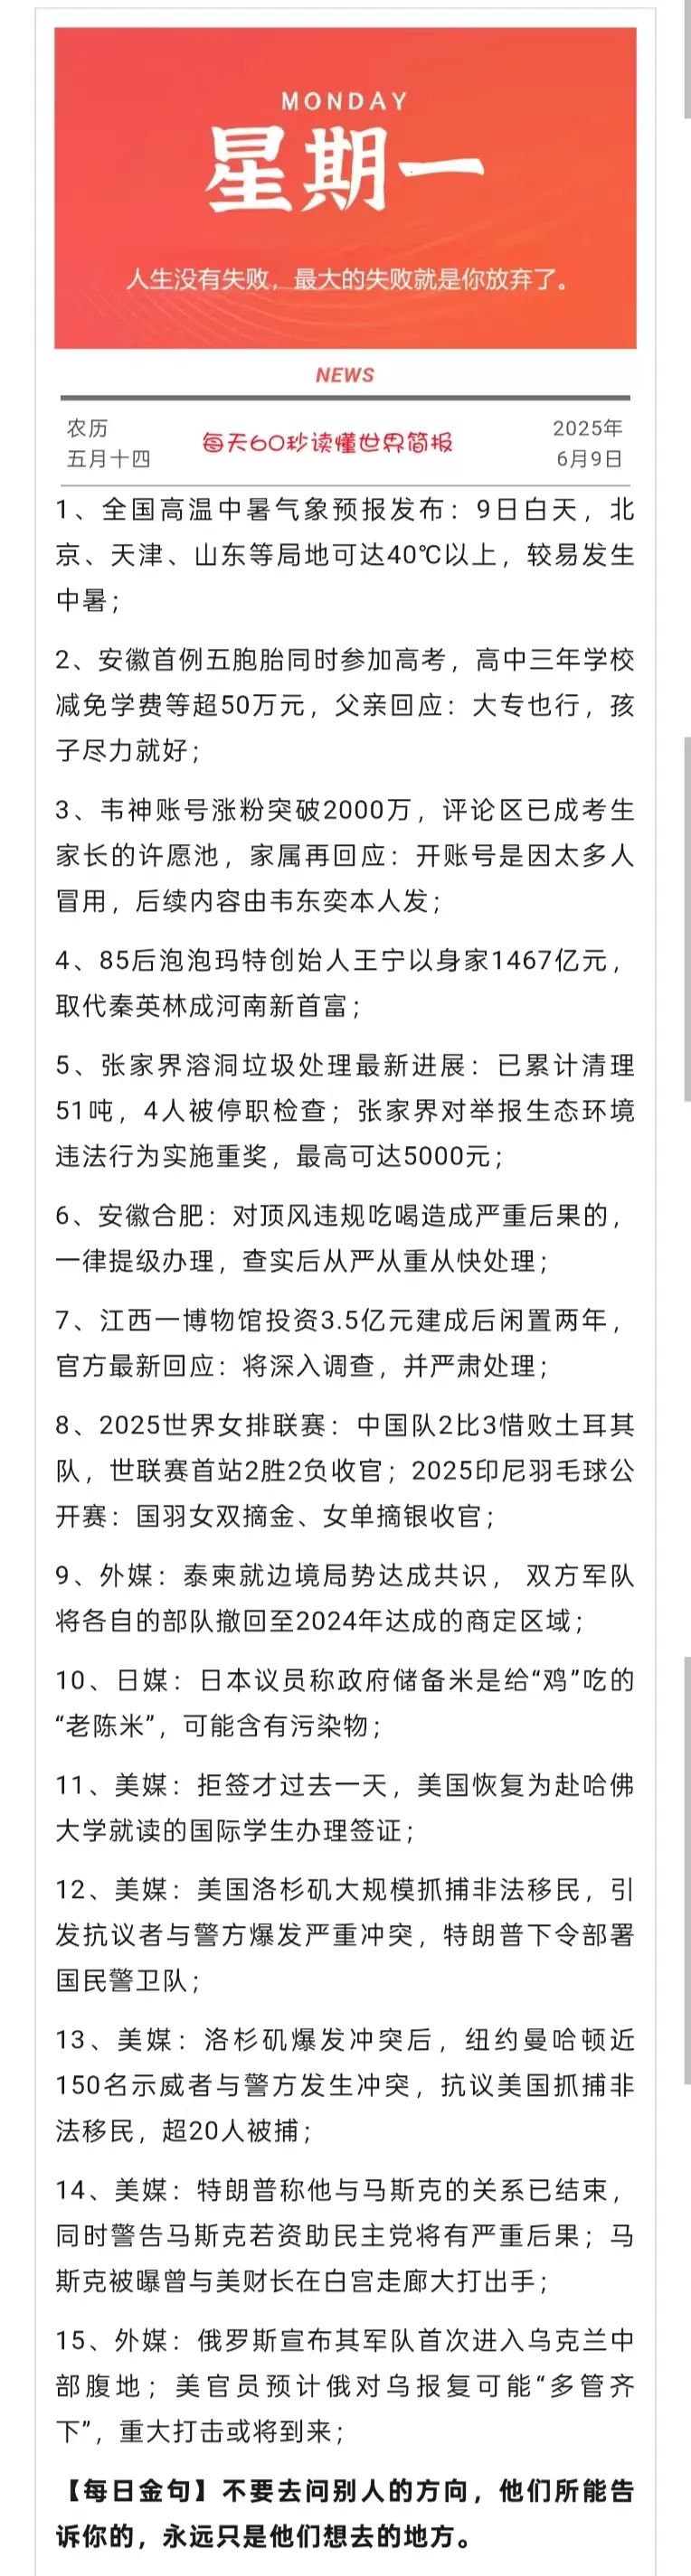 MONDAY
星期一
人生没有失败，最大的失败就是你放弃了。
NEWS
农历
五月十四
每天60秒读懂世界简报
2025年
6月9日
1、全国高温中暑气象预报发布：9日白天，北
京、天津、山东等局地可达40℃以上，较易发生
中暑；
2、安徽首例五胞胎同时参加高考，高中三年学校
减免学费等超50万元，父亲回应：大专也行，孩
子尽力就好；
3、韦神账号涨粉突破2000万，评论区已成考生
家长的许愿池，家属再回应：开账号是因太多人
冒用，后续内容由韦东奕本人发；
4、85后泡泡玛特创始人王宁以身家1467亿元，
取代秦英林成河南新首富；
5、张家界溶洞垃圾处理最新进展：已累计清理
51吨，4人被停职检查；张家界对举报生态环境
违法行为实施重奖，最高可达5000元；
6、安徽合肥：对顶风违规吃喝造成严重后果的，
一律提级办理，查实后从严从重从快处理；
7、江西一博物馆投资3.5亿元建成后闲置两年，
官方最新回应：将深入调查，并严肃处理；
8、2025世界女排联赛：中国队2比3惜败土耳其
队，世联赛首站2胜2负收官；2025印尼羽毛球公
开赛：国羽女双摘金、女单摘银收官；
9、外媒：泰柬就边境局势达成共识， 双方军队
将各自的部队撤回至2024年达成的商定区域；
10、日媒：日本议员称政府储备米是给“鸡”吃的
“老陈米”，可能含有污染物；
11、美媒：拒签才过去一天，美国恢复为赴哈佛
大学就读的国际学生办理签证；
12、美媒：美国洛杉矶大规模抓捕非法移民，引
发抗议者与警方爆发严重冲突，特朗普下令部署
国民警卫队；
13、美媒：洛杉矶爆发冲突后，纽约曼哈顿近
150名示威者与警方发生冲突，抗议美国抓捕非
法移民，超20人被捕；
14、美媒：特朗普称他与马斯克的关系已结束，
同时警告马斯克若资助民主党将有严重后果；马
斯克被曝曾与美财长在白宫走廊大打出手；
15、外媒：俄罗斯宣布其军队首次进入乌克兰中
部腹地；美官员预计俄对乌报复可能“多管齐
下”，重大打击或将到来；
【每日金句】不要去问别人的方向，他们所能告
诉你的，永远只是他们想去的地方。